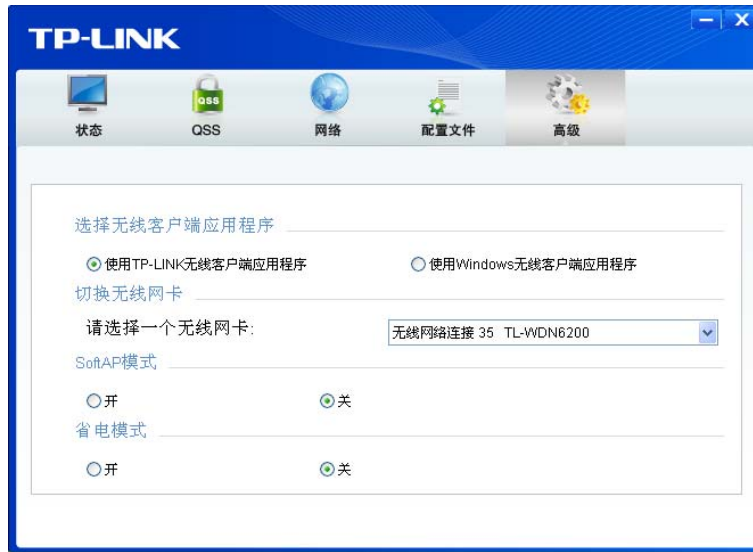 TP-LINK
QSS
状态 QSS 网络 配置文件 高级
选择无线客户端应用程序
使用TP-LINK无线客户端应用程序 使用Windows无线客户端应用程序
切换无线网卡
请选择一个无线网卡: 无线网络连接 35 TL-WDN6200
SoftAP模式
开 关
省电模式
开 关